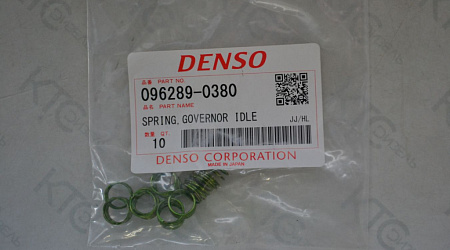 DENSO
品番 PART NO.
096289-0380
品名 PART NAME
SPRING,GOVERNOR IDLE
JJ/HL
数量 QT
10
DENSO CORPORATION
MADE IN JAPAN